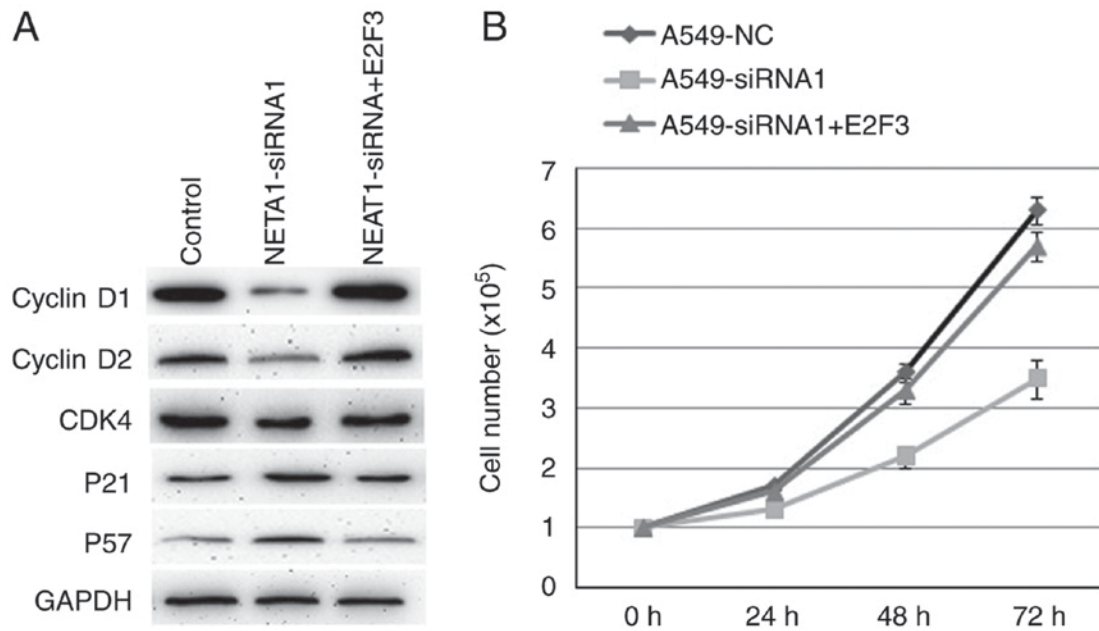 A
Control
NETA1-siRNA1
NEAT1-siRNA+E2F3
Cyclin D1
Cyclin D2
CDK4
P21
P57
GAPDH
B
A549-NC
A549-siRNA1
A549-siRNA1+E2F3
Cell number (x10⁵)
7
6
5
4
3
2
1
0
0 h 24 h 48 h 72 h